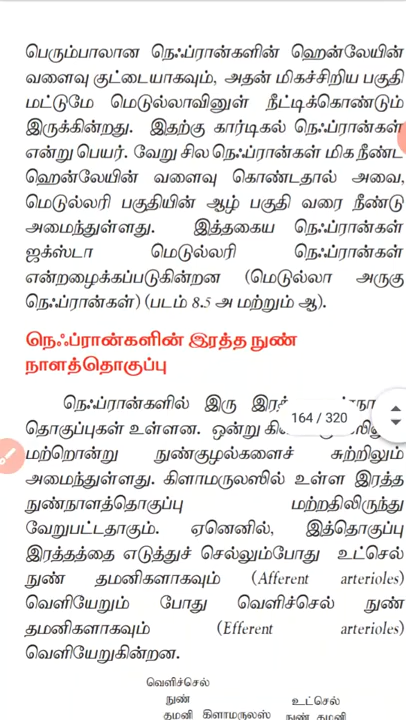 பெரும்பாலான நெஃப்ரான்களின் ஹென்லேயின்
வளைவு குட்டையாகவும், அதன் மிகச்சிறிய பகுதி
மட்டுமே மெடுல்லாவினுள் நீட்டிக்கொண்டும்
இருக்கின்றது. இதற்கு கார்டிகல் நெஃப்ரான்கள்
என்று பெயர். வேறு சில நெஃப்ரான்கள் மிக நீண்ட
ஹென்லேயின் வளைவு கொண்டதால் அவை,
மெடுல்லரி பகுதியின் ஆழ் பகுதி வரை நீண்டு
அமைந்துள்ளது. இத்தகைய நெஃப்ரான்கள்
ஜக்ஸ்டா மெடுல்லரி நெஃப்ரான்கள்
என்றழைக்கப்படுகின்றன (மெடுல்லா அருகு
நெஃப்ரான்கள்) (படம் 8.5 அ மற்றும் ஆ).
நெஃப்ரான்களின் இரத்த நுண்
நாளத்தொகுப்பு
நெஃப்ரான்களில் இரு
164 / 320
தொகுப்புகள் உள்ளன. ஒன்று
மற்றொன்று நுண்குழல்களைச் சுற்றிலும்
அமைந்துள்ளது. கிளாமருலஸில் உள்ள இரத்த
நுண்நாளத்தொகுப்பு மற்றதிலிருந்து
வேறுபட்டதாகும். ஏனெனில், இத்தொகுப்பு
இரத்தத்தை எடுத்துச் செல்லும்போது உட்செல்
நுண் தமனிகளாகவும் (Afferent arterioles)
வெளியேறும் போது வெளிச்செல் நுண்
தமனிகளாகவும் (Efferent arterioles)
வெளியேறுகின்றன.
வெளிச்செல்
நுண் உட்செல்
தமனி கிளாமருலஸ் நுண் தமனி